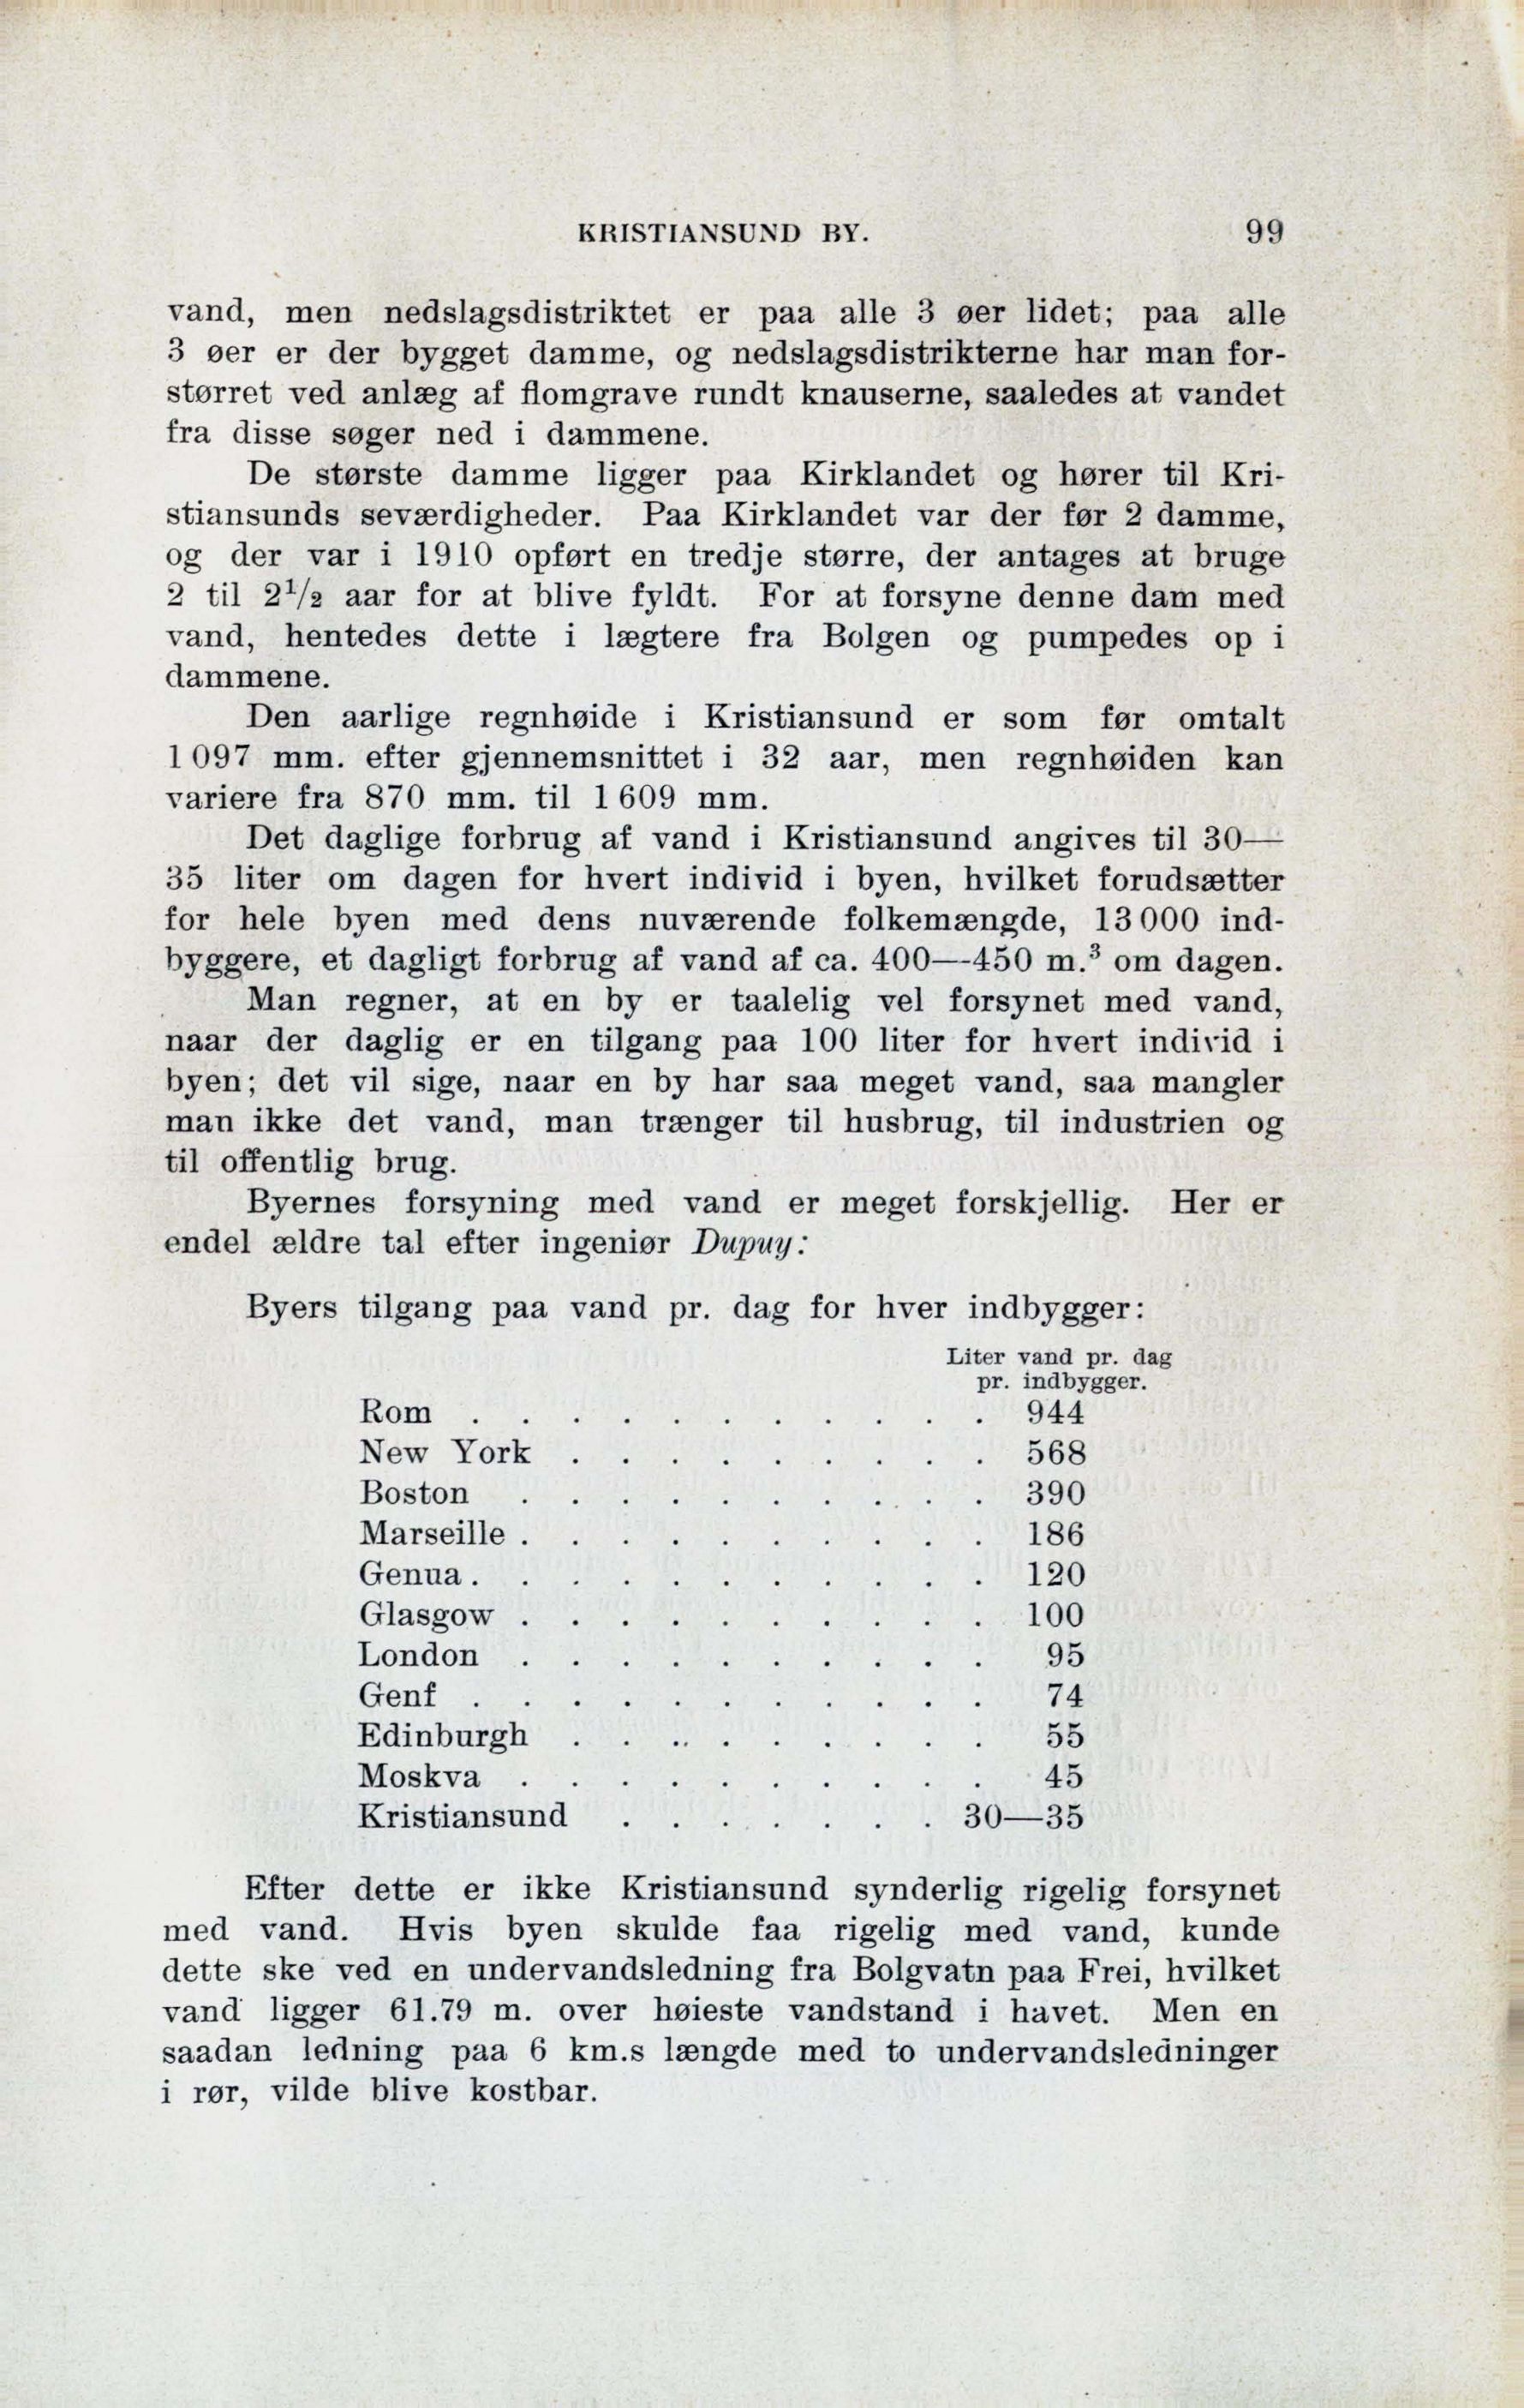 KRISTIANSUND BY. 99
vand, men nedslagsdistriktet er paa alle 3 øer lidet; paa alle
3 øer er der bygget damme, og nedslagsdistrikterne har man for-
størret ved anlæg af flomgrave rundt knauserne, saaledes at vandet
fra disse søger ned i dammene.
De største damme ligger paa Kirklandet og hører til Kri-
stiansunds seværdigheder. Paa Kirklandet var der før 2 damme,
og der var i 1910 opført en tredje større, der antages at bruge
2 til 2¹/₂ aar for at blive fyldt. For at forsyne denne dam med
vand, hentedes dette i lægtere fra Bolgen og pumpedes op i
dammene.
Den aarlige regnhøide i Kristiansund er som før omtalt
1 097 mm. efter gjennemsnittet i 32 aar, men regnhøiden kan
variere fra 870 mm. til 1 609 mm.
Det daglige forbrug af vand i Kristiansund angives til 30—
35 liter om dagen for hvert individ i byen, hvilket forudsætter
for hele byen med dens nuværende folkemængde, 13 000 ind-
byggere, et dagligt forbrug af vand af ca. 400—450 m.³ om dagen.
Man regner, at en by er taalelig vel forsynet med vand,
naar der daglig er en tilgang paa 100 liter for hvert individ i
byen; det vil sige, naar en by har saa meget vand, saa mangler
man ikke det vand, man trænger til husbrug, til industrien og
til offentlig brug.
Byernes forsyning med vand er meget forskjellig. Her er
endel ældre tal efter ingeniør Dupuy:
Byers tilgang paa vand pr. dag for hver indbygger:
Liter vand pr. dag
pr. indbygger.
Rom . . . . . . . . . . . 944
New York . . . . . . . . . 568
Boston . . . . . . . . . . 390
Marseille . . . . . . . . . . 186
Genua . . . . . . . . . . . 120
Glasgow . . . . . . . . . . 100
London . . . . . . . . . . 95
Genf . . . . . . . . . . . 74
Edinburgh . . . . . . . . . 55
Moskva . . . . . . . . . . 45
Kristiansund . . . . . . . 30—35
Efter dette er ikke Kristiansund synderlig rigelig forsynet
med vand. Hvis byen skulde faa rigelig med vand, kunde
dette ske ved en undervandsledning fra Bolgvatn paa Frei, hvilket
vand ligger 61.79 m. over høieste vandstand i havet. Men en
saadan ledning paa 6 km.s længde med to undervandsledninger
i rør, vilde blive kostbar.